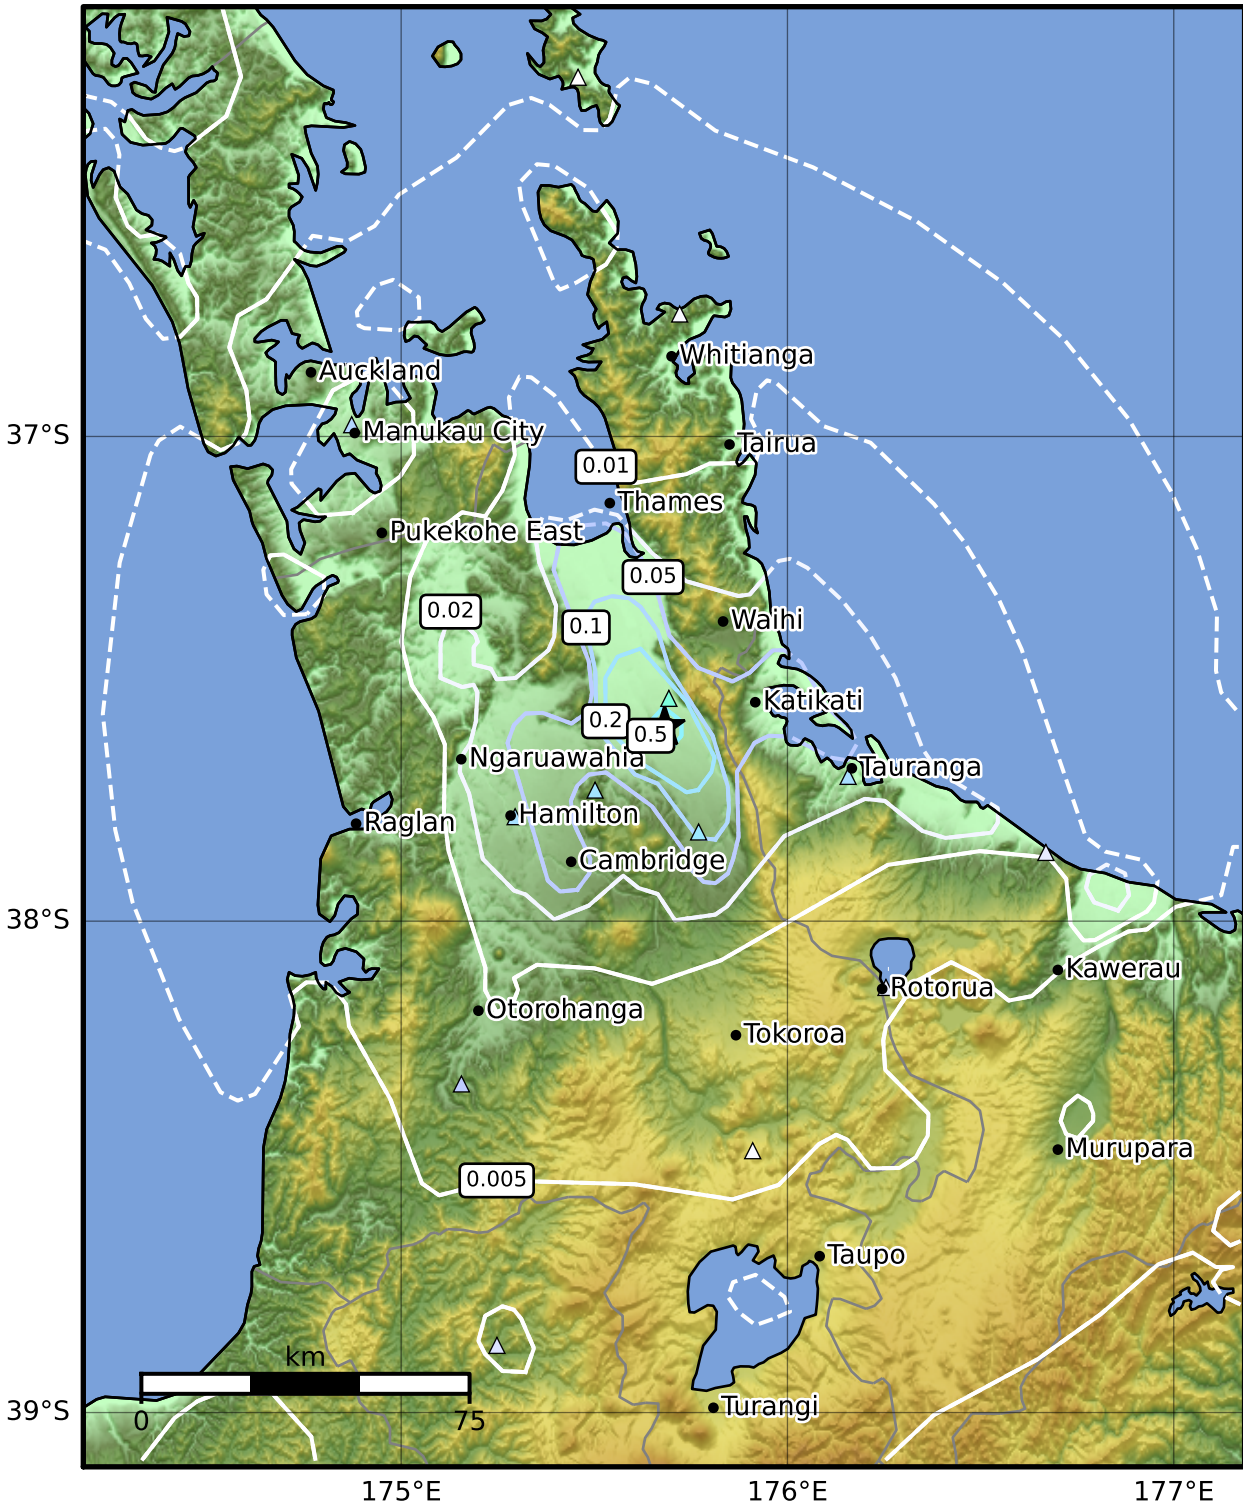 Whitianga
Auckland
Manukau City
37°S
Tairua
0.01
Thames
Pukekohe East
0.05
0.02
0.1
Waihi
Katikati
0.2
0.5
Ngaruawahia
Tauranga
Hamilton
Raglan
Cambridge
38°S
Kawerau
Rotorua
Otorohanga
Tokoroa
Murupara
0.005
Taupo
km
0
75
39°S
Turangi
175°E
176°E
177°E